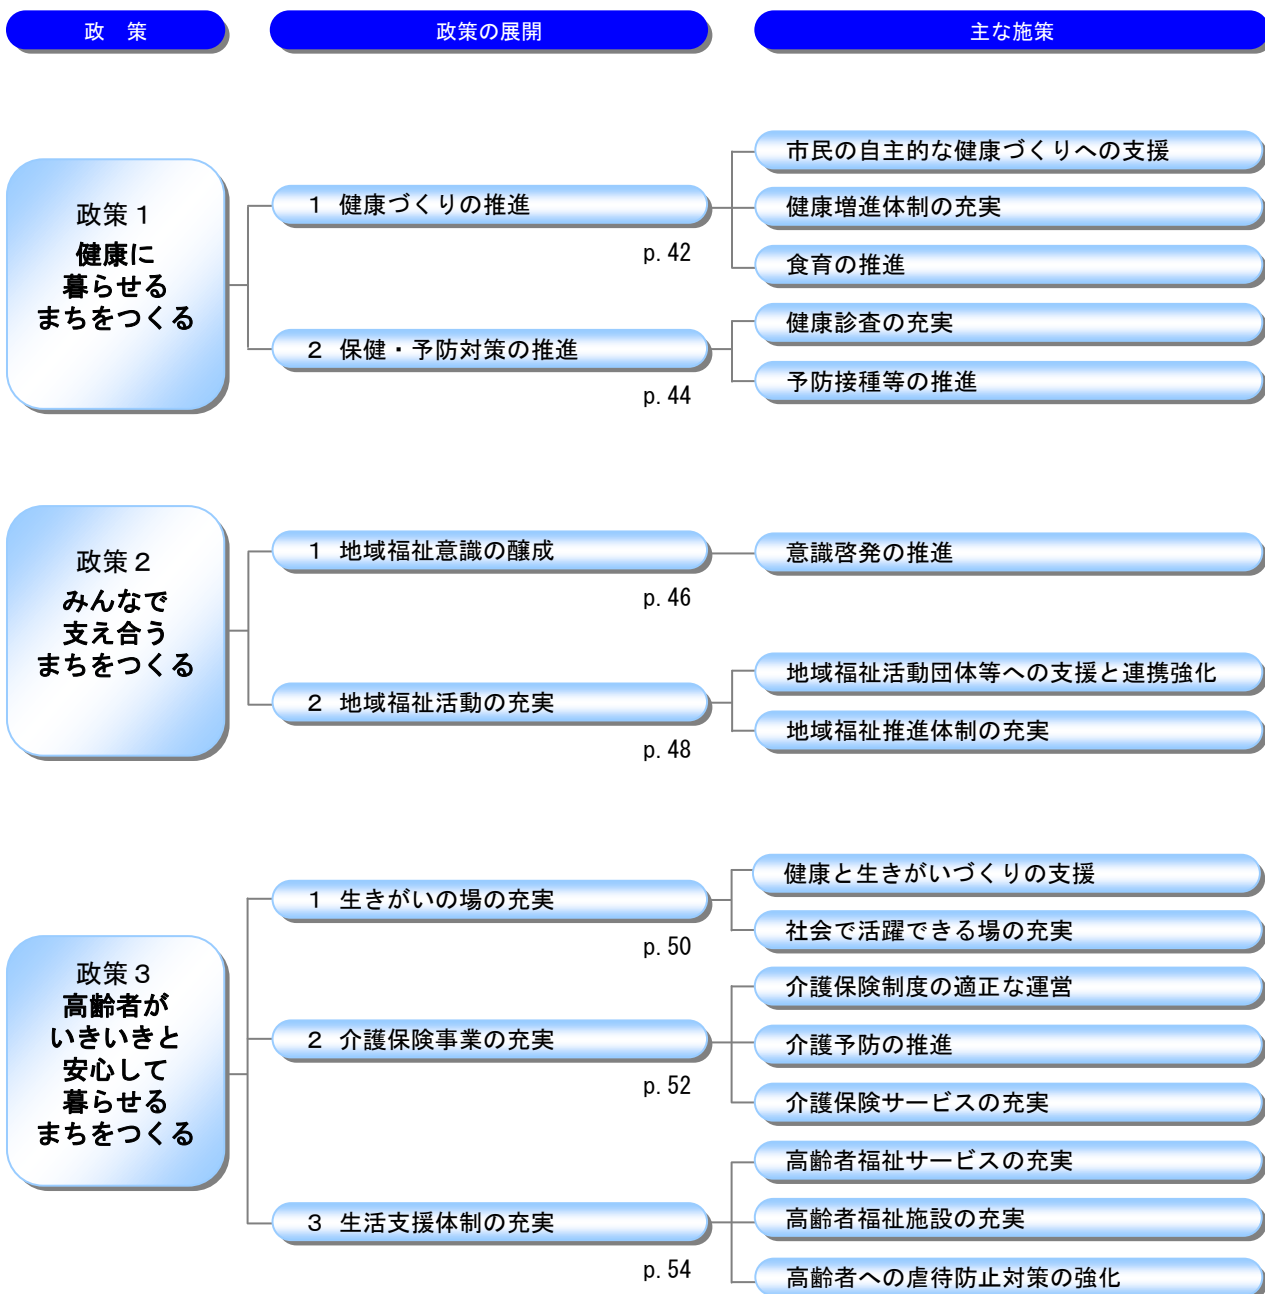 政　策
政策の展開
主な施策
政策１
健康に
暮らせる
まちをつくる
１ 健康づくりの推進
p. 42
市民の自主的な健康づくりへの支援
健康増進体制の充実
食育の推進
２ 保健・予防対策の推進
p. 44
健康診査の充実
予防接種等の推進
政策２
みんなで
支え合う
まちをつくる
１ 地域福祉意識の醸成
p. 46
意識啓発の推進
２ 地域福祉活動の充実
p. 48
地域福祉活動団体等への支援と連携強化
地域福祉推進体制の充実
政策３
高齢者が
いきいきと
安心して
暮らせる
まちをつくる
１ 生きがいの場の充実
p. 50
健康と生きがいづくりの支援
社会で活躍できる場の充実
２ 介護保険事業の充実
p. 52
介護保険制度の適正な運営
介護予防の推進
介護保険サービスの充実
３ 生活支援体制の充実
p. 54
高齢者福祉サービスの充実
高齢者福祉施設の充実
高齢者への虐待防止対策の強化